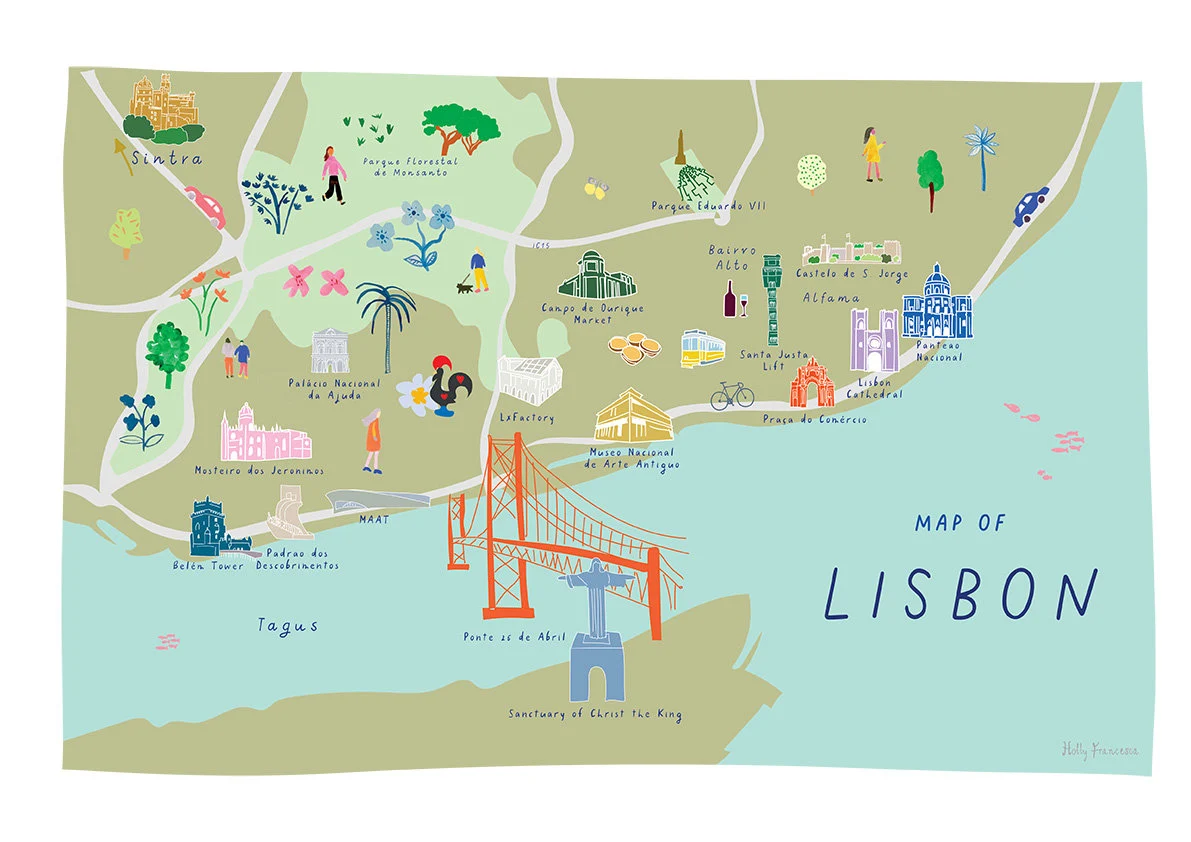 Sintra
Parque Florestal
de Monsanto
Parque Eduardo VII
IC15
Bairro
Alto
Castelo de S. Jorge
Alfama
Campo de Ourique
Market
Santa Justa
Lift
Panteao
Nacional
Lisbon
Cathedral
Palácio Nacional
da Ajuda
LxFactory
Praça do Comércio
Mosteiro dos Jeronimos
Museo Nacional
de Arte Antiguo
MAAT
Belém Tower
Padrao dos
Descobrimentos
MAP OF
LISBON
Tagus
Ponte 25 de Abril
Sanctuary of Christ the King
Holly Francesca